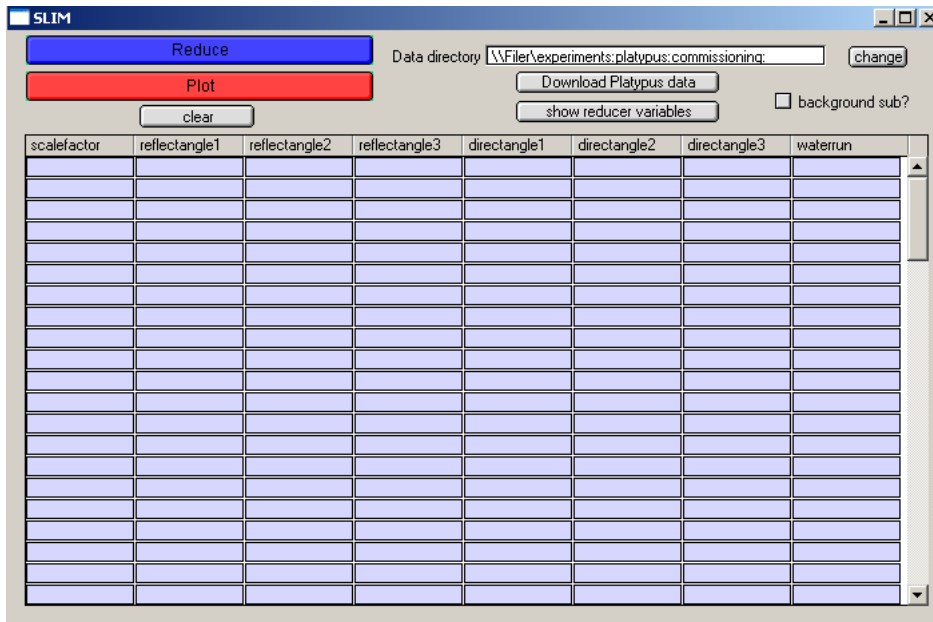 SLIM
Reduce
Data directory \\Filer\experiments:platypus:commissioning: change
Plot
Download Platypus data
clear
show reducer variables
background sub?
scalefactor reflectangle1 reflectangle2 reflectangle3 directangle1 directangle2 directangle3 waterrun